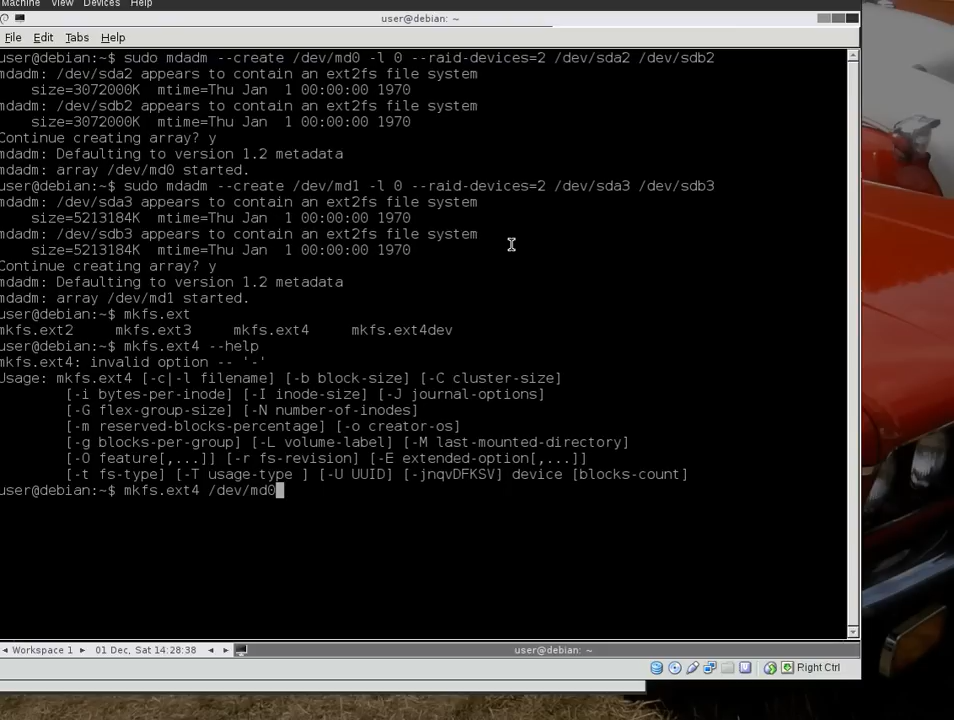 Machine View Devices Help
user@debian: ~
File Edit Tabs Help
user@debian:~$ sudo mdadm --create /dev/md0 -l 0 --raid-devices=2 /dev/sda2 /dev/sdb2
mdadm: /dev/sda2 appears to contain an ext2fs file system
size=3072000K mtime=Thu Jan 1 00:00:00 1970
mdadm: /dev/sdb2 appears to contain an ext2fs file system
size=3072000K mtime=Thu Jan 1 00:00:00 1970
Continue creating array? y
mdadm: Defaulting to version 1.2 metadata
mdadm: array /dev/md0 started.
user@debian:~$ sudo mdadm --create /dev/md1 -l 0 --raid-devices=2 /dev/sda3 /dev/sdb3
mdadm: /dev/sda3 appears to contain an ext2fs file system
size=5213184K mtime=Thu Jan 1 00:00:00 1970
mdadm: /dev/sdb3 appears to contain an ext2fs file system
size=5213184K mtime=Thu Jan 1 00:00:00 1970
Continue creating array? y
mdadm: Defaulting to version 1.2 metadata
mdadm: array /dev/md1 started.
user@debian:~$ mkfs.ext
mkfs.ext2 mkfs.ext3 mkfs.ext4 mkfs.ext4dev
user@debian:~$ mkfs.ext4 --help
mkfs.ext4: invalid option -- '-'
Usage: mkfs.ext4 [-c|-l filename] [-b block-size] [-C cluster-size]
[-i bytes-per-inode] [-I inode-size] [-J journal-options]
[-G flex-group-size] [-N number-of-inodes]
[-m reserved-blocks-percentage] [-o creator-os]
[-g blocks-per-group] [-L volume-label] [-M last-mounted-directory]
[-O feature[,...]] [-r fs-revision] [-E extended-option[,...]]
[-t fs-type] [-T usage-type ] [-U UUID] [-jnqvDFKSV] device [blocks-count]
user@debian:~$ mkfs.ext4 /dev/md0
Workspace 1 01 Dec, Sat 14:28:38 user@debian: ~
Right Ctrl